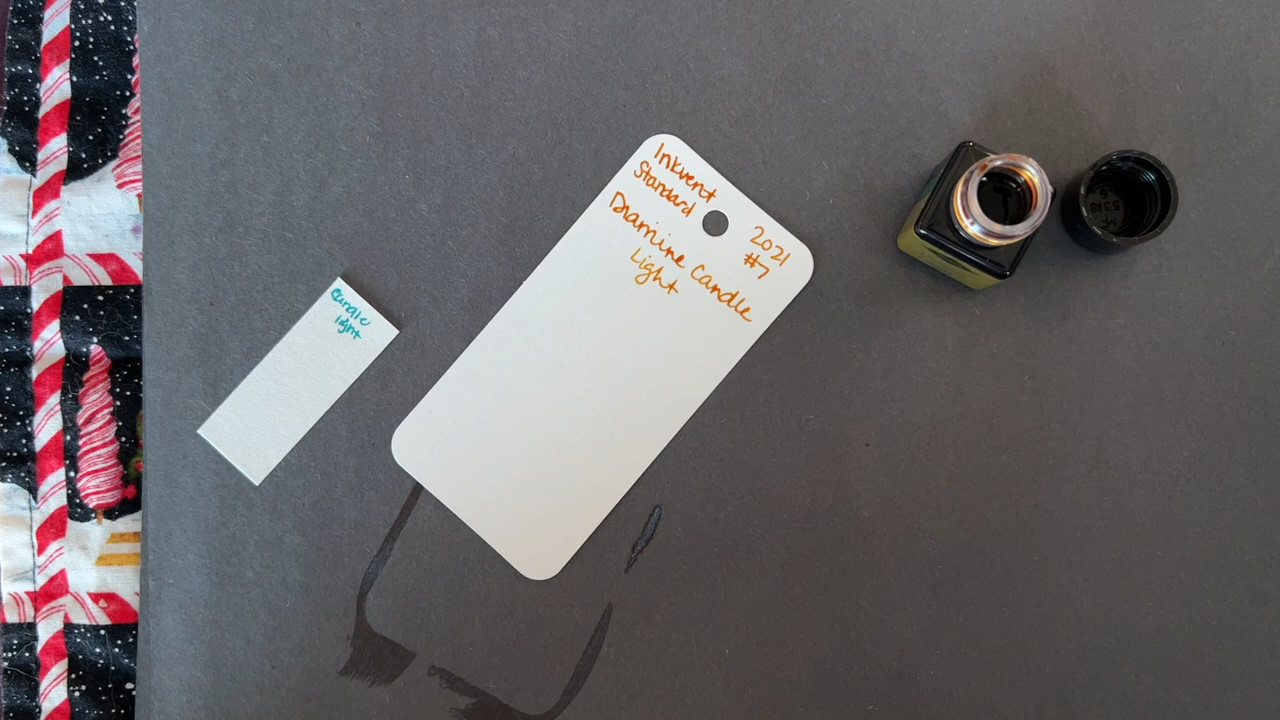 Inkvent
Standard
2021
#7
Diamine Candle
Light
Candle
light